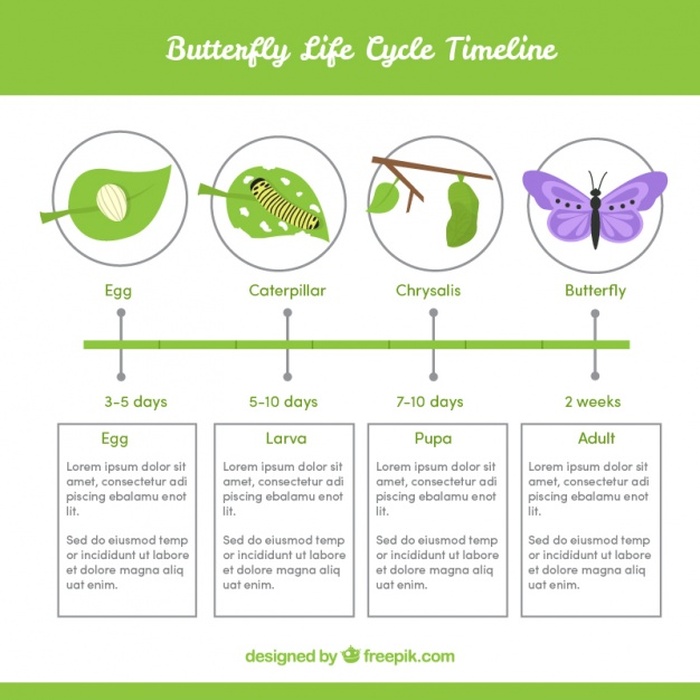 Butterfly Life Cycle Timeline
Egg
Caterpillar
Chrysalis
Butterfly
3-5 days
5-10 days
7-10 days
2 weeks
Egg
Lorem ipsum dolor sit
amet, consectetur adi
piscing ebalamu enot
lit.
Sed do eiusmod temp
or incididunt ut labore
et dolore magna aliq
uat enim.
Larva
Lorem ipsum dolor sit
amet, consectetur adi
piscing ebalamu enot
lit.
Sed do eiusmod temp
or incididunt ut labore
et dolore magna aliq
uat enim.
Pupa
Lorem ipsum dolor sit
amet, consectetur adi
piscing ebalamu enot
lit.
Sed do eiusmod temp
or incididunt ut labore
et dolore magna aliq
uat enim.
Adult
Lorem ipsum dolor sit
amet, consectetur adi
piscing ebalamu enot
lit.
Sed do eiusmod temp
or incididunt ut labore
et dolore magna aliq
uat enim.
designed by freepik.com